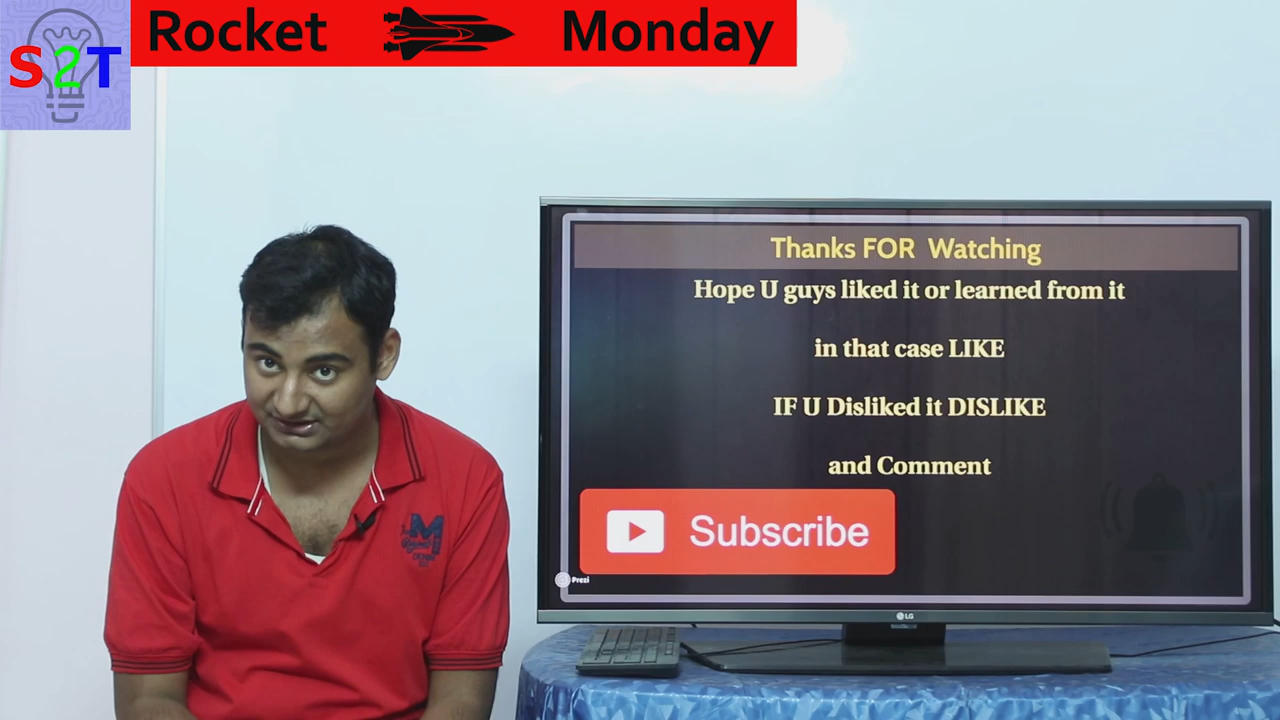 Rocket Monday
S2T
Thanks FOR Watching
Hope U guys liked it or learned from it
in that case LIKE
IF U Disliked it DISLIKE
and Comment
Subscribe
Prezi
LG
M